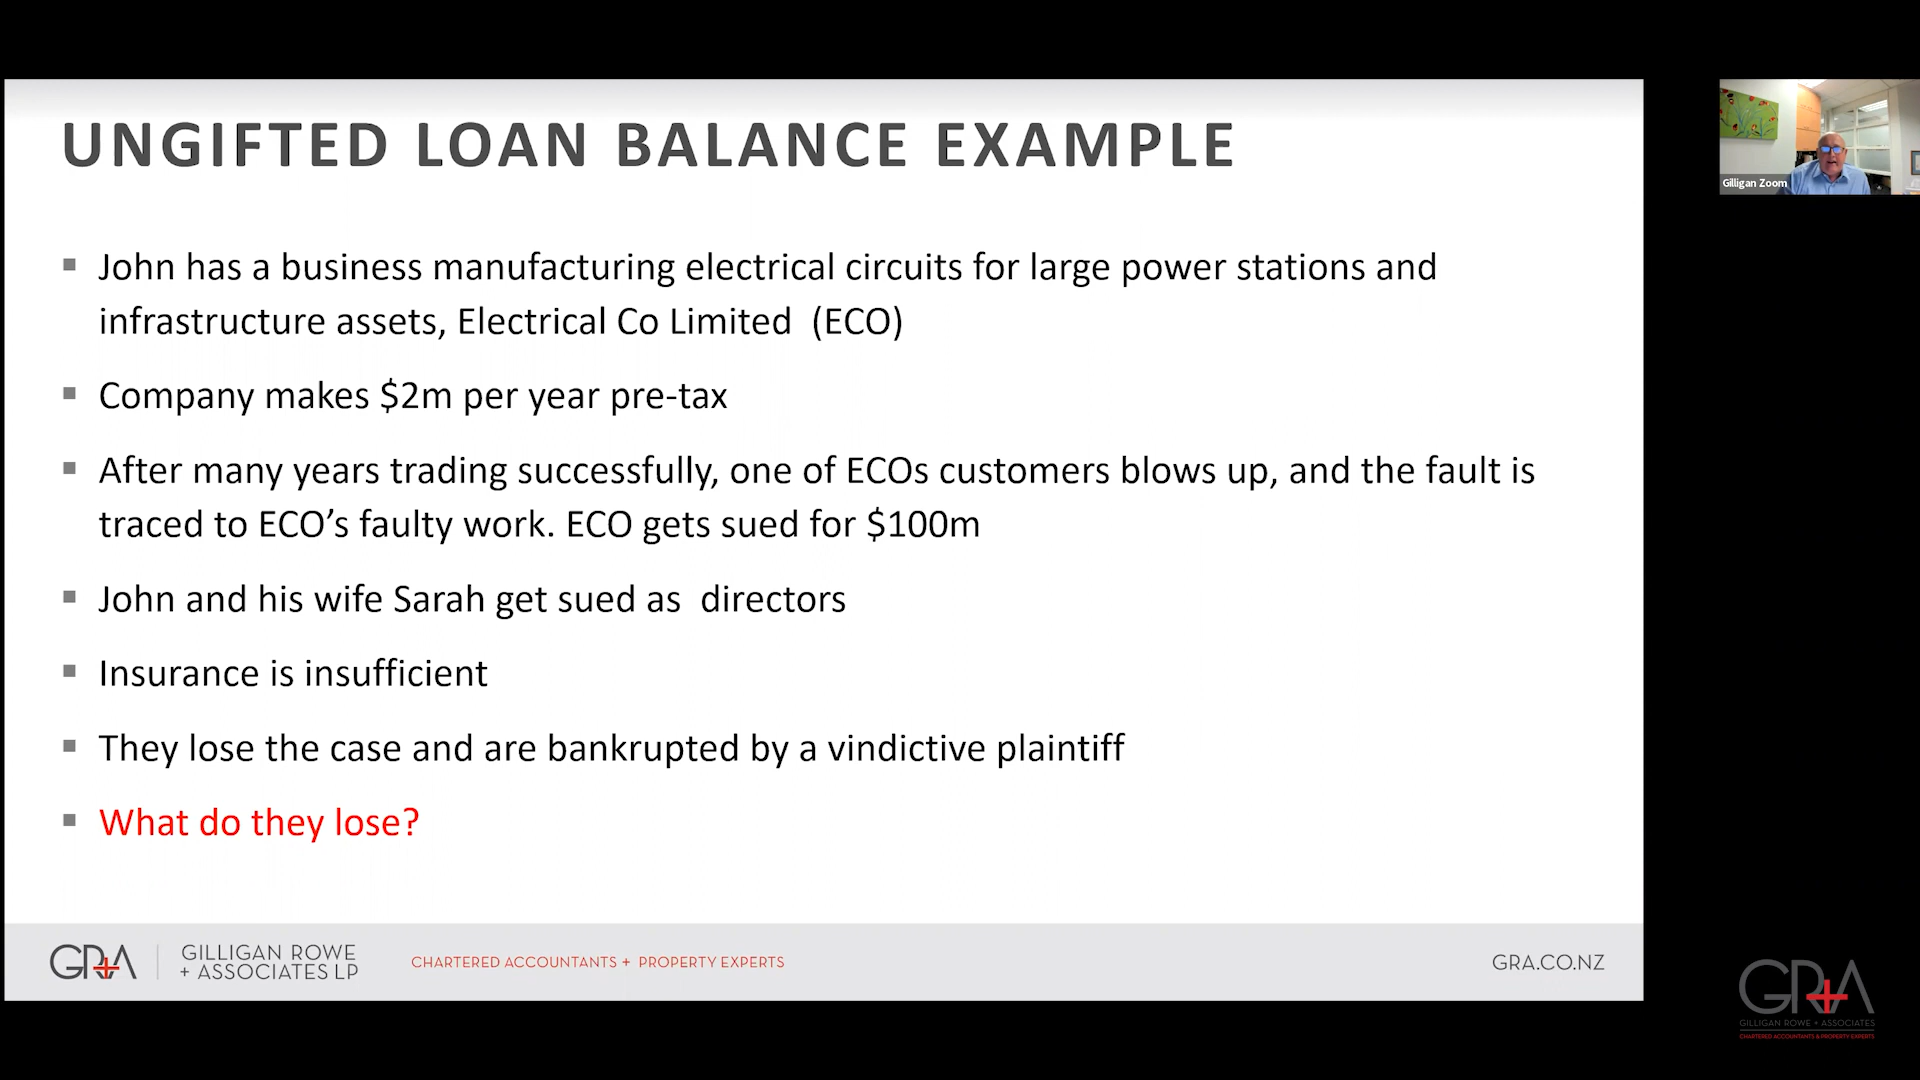 UNGIFTED LOAN BALANCE EXAMPLE
Gilligan Zoom
▪ John has a business manufacturing electrical circuits for large power stations and
infrastructure assets, Electrical Co Limited  (ECO)
▪ Company makes $2m per year pre-tax
▪ After many years trading successfully, one of ECOs customers blows up, and the fault is
traced to ECO’s faulty work. ECO gets sued for $100m
▪ John and his wife Sarah get sued as  directors
▪ Insurance is insufficient
▪ They lose the case and are bankrupted by a vindictive plaintiff
▪ What do they lose?
GRA
GILLIGAN ROWE
+ ASSOCIATES LP
CHARTERED ACCOUNTANTS + PROPERTY EXPERTS
GRA.CO.NZ
GRA
GILLIGAN ROWE + ASSOCIATES
CHARTERED ACCOUNTANTS & PROPERTY EXPERTS